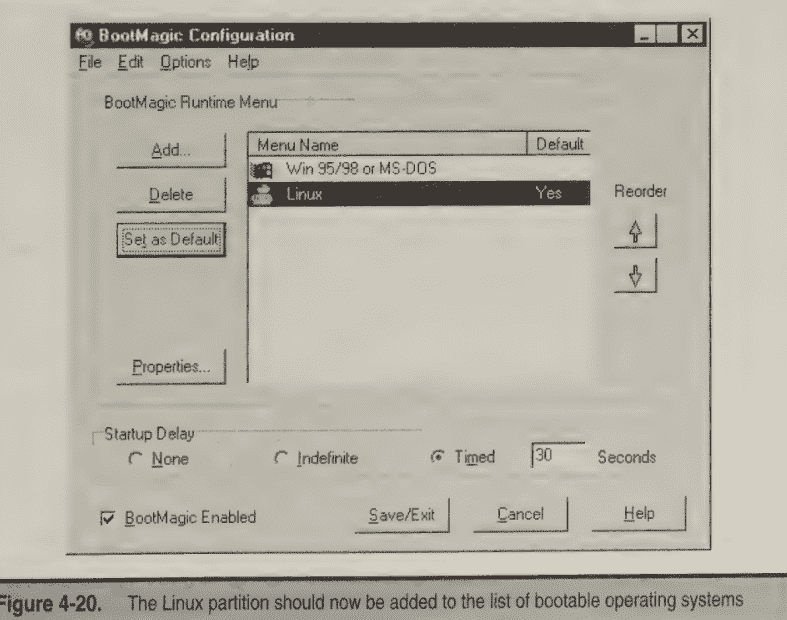 BootMagic Configuration
File Edit Options Help
BootMagic Runtime Menu
Add...
Menu Name Default
Win 95/98 or MS-DOS
Delete
Linux Yes
Reorder
Set as Default
Properties...
Startup Delay
None Indefinite Timed 30 Seconds
BootMagic Enabled Save/Exit Cancel Help
Figure 4-20. The Linux partition should now be added to the list of bootable operating systems